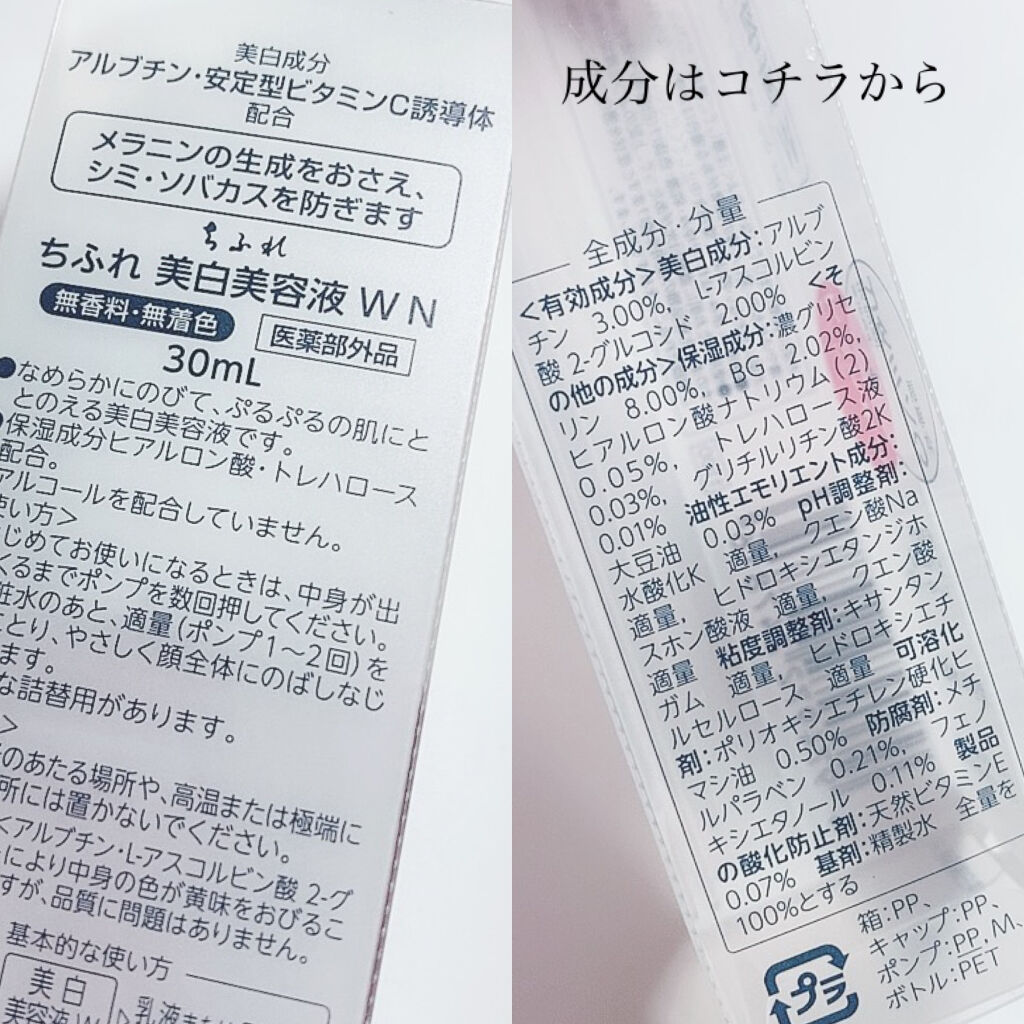 美白成分
アルブチン・安定型ビタミンC誘導体
配合
メラニンの生成をおさえ、
シミ・ソバカスを防ぎます
ちふれ
ちふれ 美白美容液 W N
無香料・無着色
医薬部外品
30mL
●なめらかにのびて、ぷるぷるの肌にと
とのえる美白美容液です。
保湿成分ヒアルロン酸・トレハロース
配合。
アルコールを配合していません。
使い方＞
じめてお使いになるときは、中身が出
くるまでポンプを数回押してください。
粧水のあと、適量(ポンプ1〜2回)を
とり、やさしく顔全体にのばしなじ
ます。
な詰替用があります。
＞
のあたる場所や、高温または極端に
所には置かないでください。
＜アルブチン・L-アスコルビン酸 2-グ
により中身の色が黄味をおびるこ
すが、品質に問題はありません。
基本的な使い方
美白
美容液W
乳液また
成分はコチラから
全成分・分量
＜有効成分＞美白成分:アルブ
チン 3.00%, L-アスコルビン
酸 2-グルコシド 2.00% ＜そ
の他の成分＞保湿成分:濃グリセ
リン 8.00%, BG 2.02%,
ヒアルロン酸ナトリウム(2)
0.05%, トレハロース液
0.03%, グリチルリチン酸2K
0.01% 油性エモリエント成分:
大豆油 0.03% pH調整剤:
水酸化K 適量, クエン酸Na
適量, ヒドロキシエタンジホ
スホン酸液 適量, クエン酸
適量 粘度調整剤:キサンタン
ガム 適量, ヒドロキシエチ
ルセルロース 適量 可溶化
剤:ポリオキシエチレン硬化ヒ
マシ油 0.50% 防腐剤:メチ
ルパラベン 0.21%, フェノ
キシエタノール 0.11% 製品
の酸化防止剤:天然ビタミンE
0.07% 基剤:精製水 全量を
100%とする
プラ
箱:PP、
キャップ:PP、
ポンプ:PP,M、
ボトル:PET